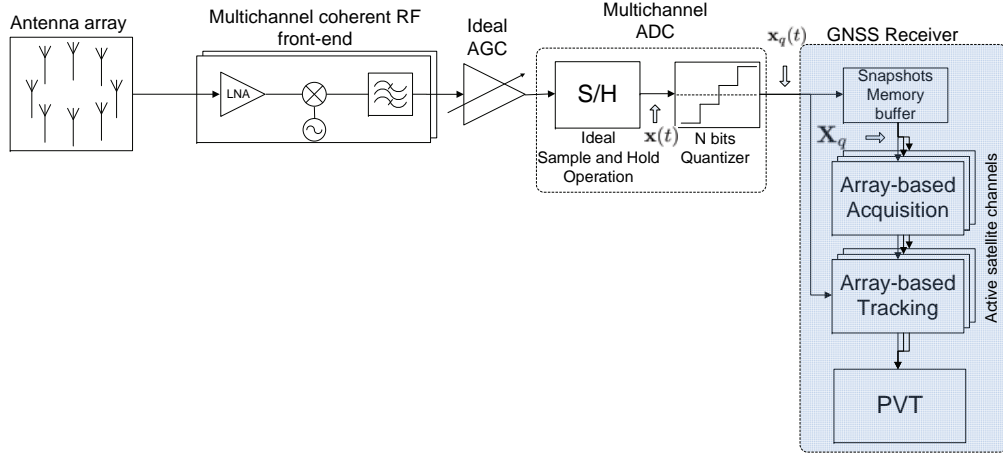 Antenna array
Multichannel coherent RF
front-end
LNA
Ideal
AGC
Multichannel
ADC
S/H
Ideal
Sample and Hold
Operation
x(t)
N bits
Quantizer
x_q(t)
GNSS Receiver
Snapshots
Memory
buffer
X_q
Array-based
Acquisition
Array-based
Tracking
PVT
Active satellite channels